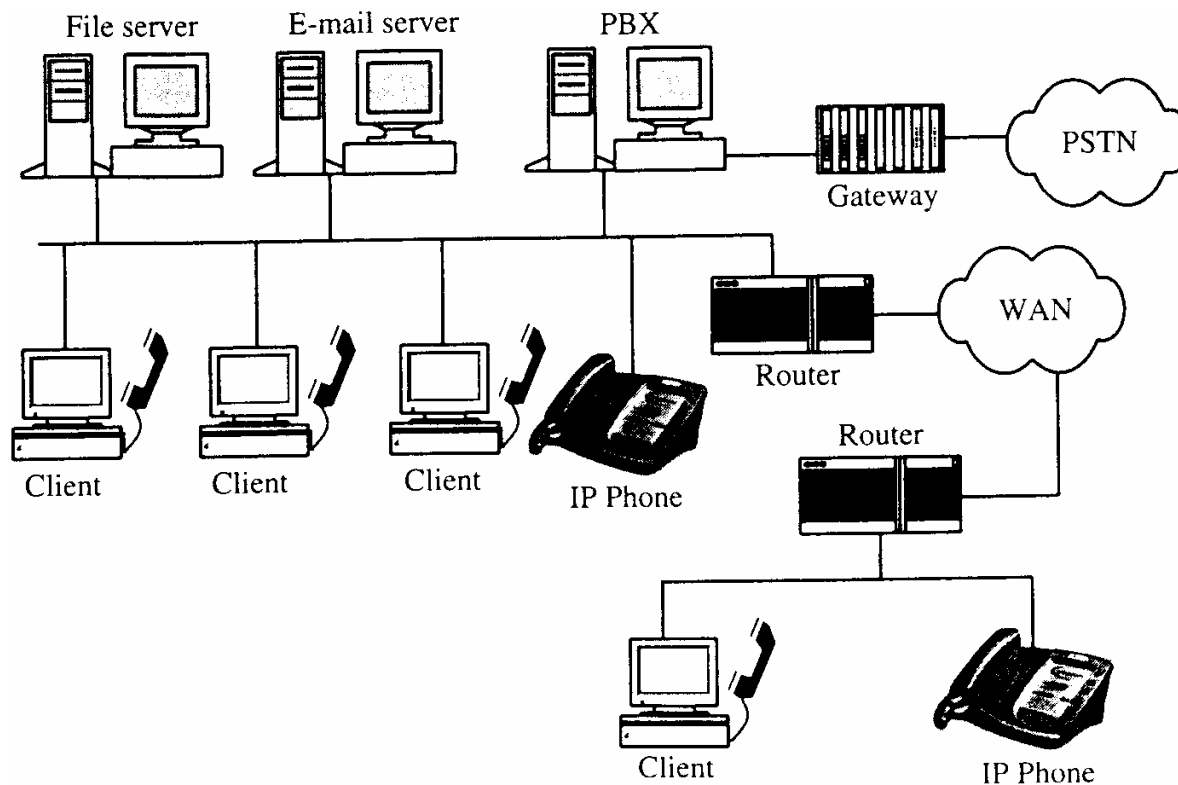 File server
E-mail server
PBX
PSTN
Gateway
WAN
Router
Client
Client
Client
IP Phone
Router
Client
IP Phone